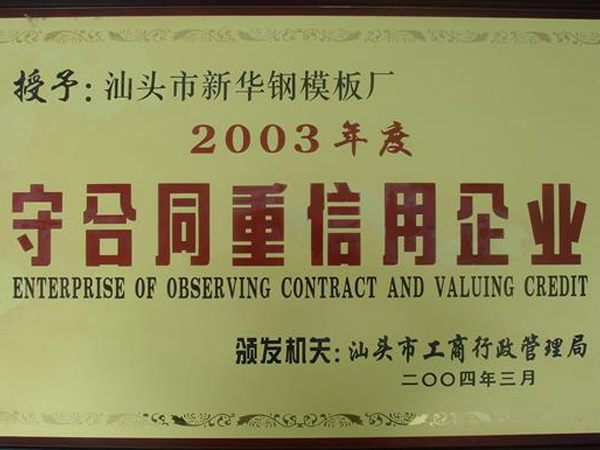 授予：汕头市新华钢模板厂
2003年度
守合同重信用企业
ENTERPRISE OF OBSERVING CONTRACT AND VALUING CREDIT
颁发机关：汕头市工商行政管理局
二〇〇四年三月